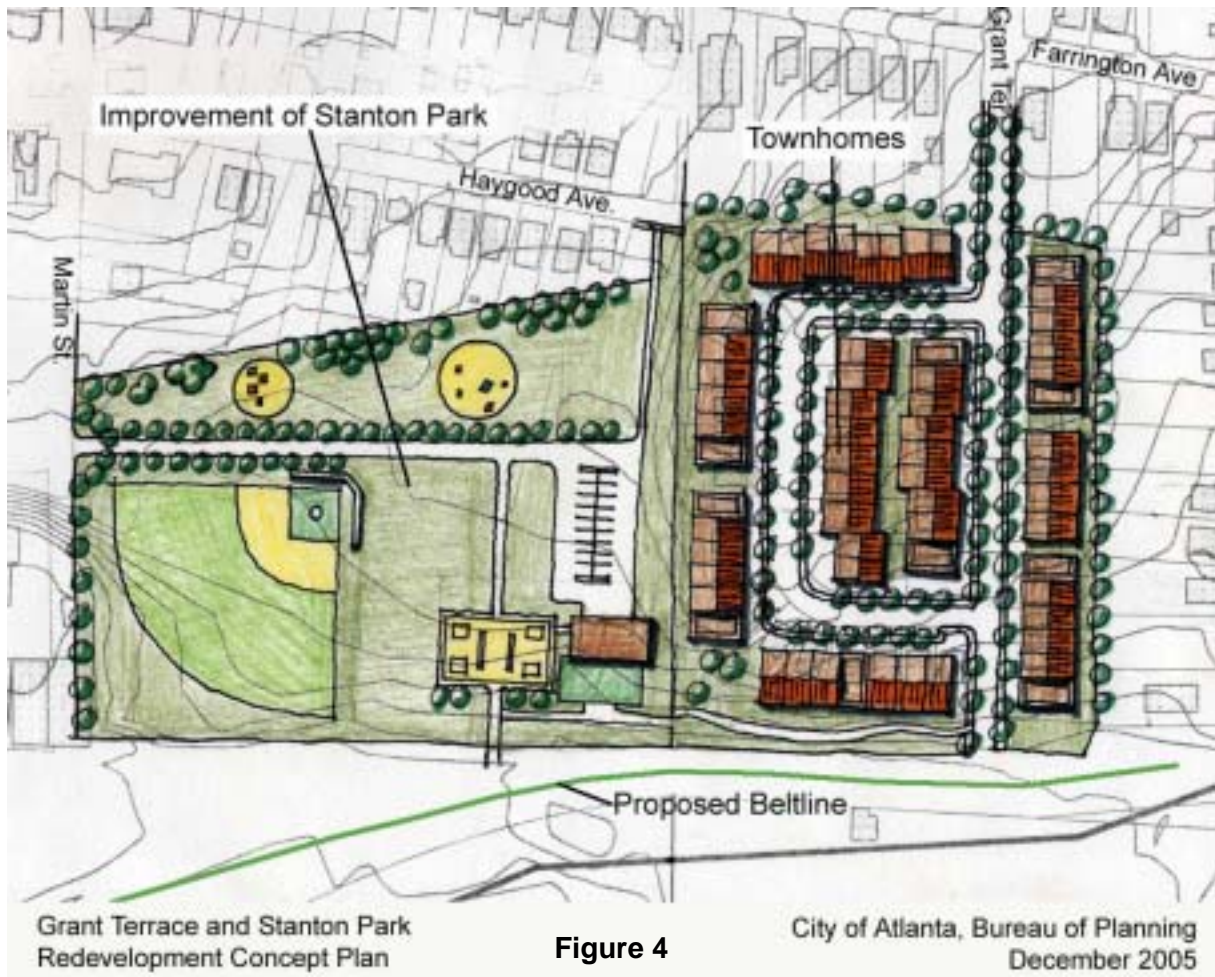 Grant Ter
Farrington Ave
Improvement of Stanton Park
Townhomes
Haygood Ave.
Martin St.
Proposed Beltline
Grant Terrace and Stanton Park
Redevelopment Concept Plan
Figure 4
City of Atlanta, Bureau of Planning
December 2005